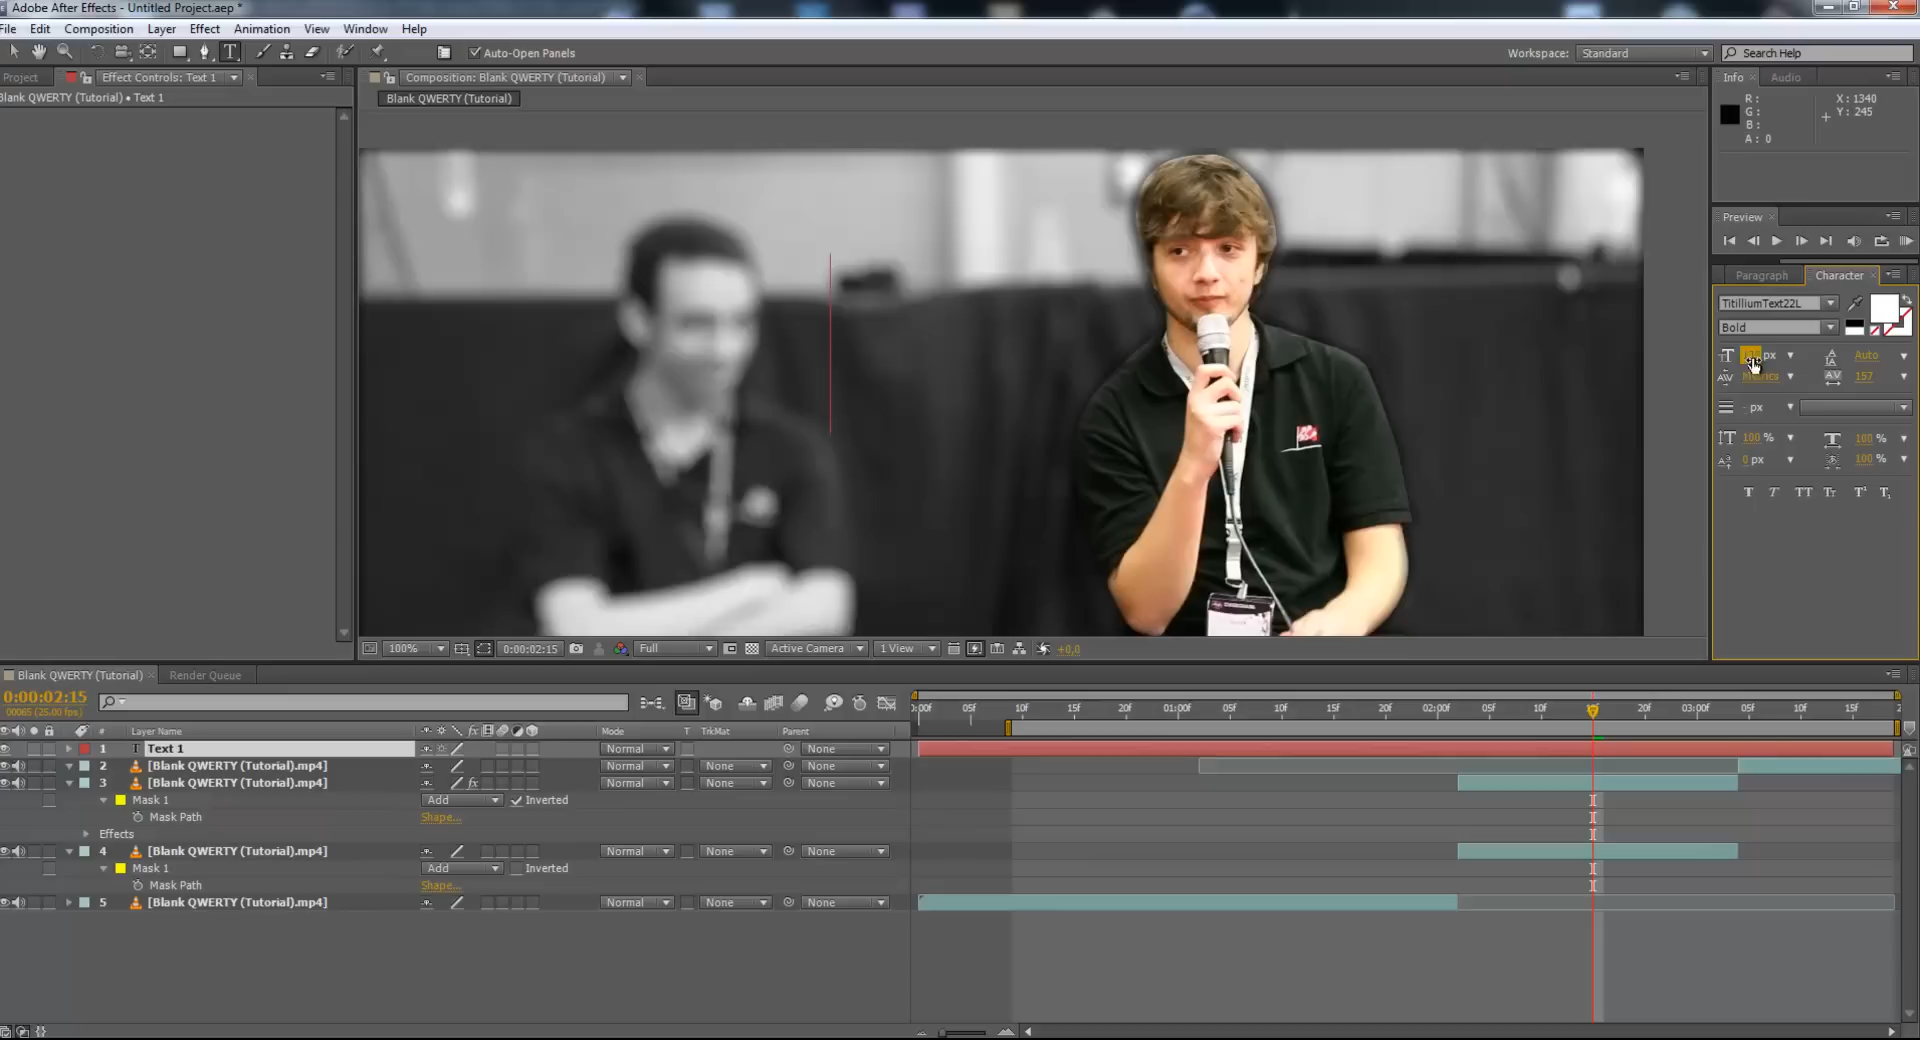 Adobe After Effects - Untitled Project.aep *
File Edit Composition Layer Effect Animation View Window Help
Auto-Open Panels
Workspace: Standard
Search Help
Project
Effect Controls: Text 1
Blank QWERTY (Tutorial) • Text 1
Composition: Blank QWERTY (Tutorial)
Blank QWERTY (Tutorial)
Info Audio
R:
G:
B:
A: 0
X: 1340
Y: 245
Preview
Paragraph Character
TitilliumText22L
Bold
px Auto
Metrics 157
- px
100 % 100 %
0 px 100 %
100% 0:00:02:15 Full Active Camera 1 View +0,0
Blank QWERTY (Tutorial) Render Queue
0:00:02:15
00065 (25.00 fps)
# Layer Name Mode T TrkMat Parent
0:00f 05f 10f 15f 20f 01:00f 05f 10f 15f 20f 02:00f 05f 10f 20f 03:00f 05f 10f 15f 2
1 T Text 1 Normal None
2 [Blank QWERTY (Tutorial).mp4] Normal None None
3 [Blank QWERTY (Tutorial).mp4] fx Normal None None
Mask 1 Add Inverted
Mask Path Shape...
Effects
4 [Blank QWERTY (Tutorial).mp4] Normal None None
Mask 1 Add Inverted
Mask Path Shape...
5 [Blank QWERTY (Tutorial).mp4] Normal None None